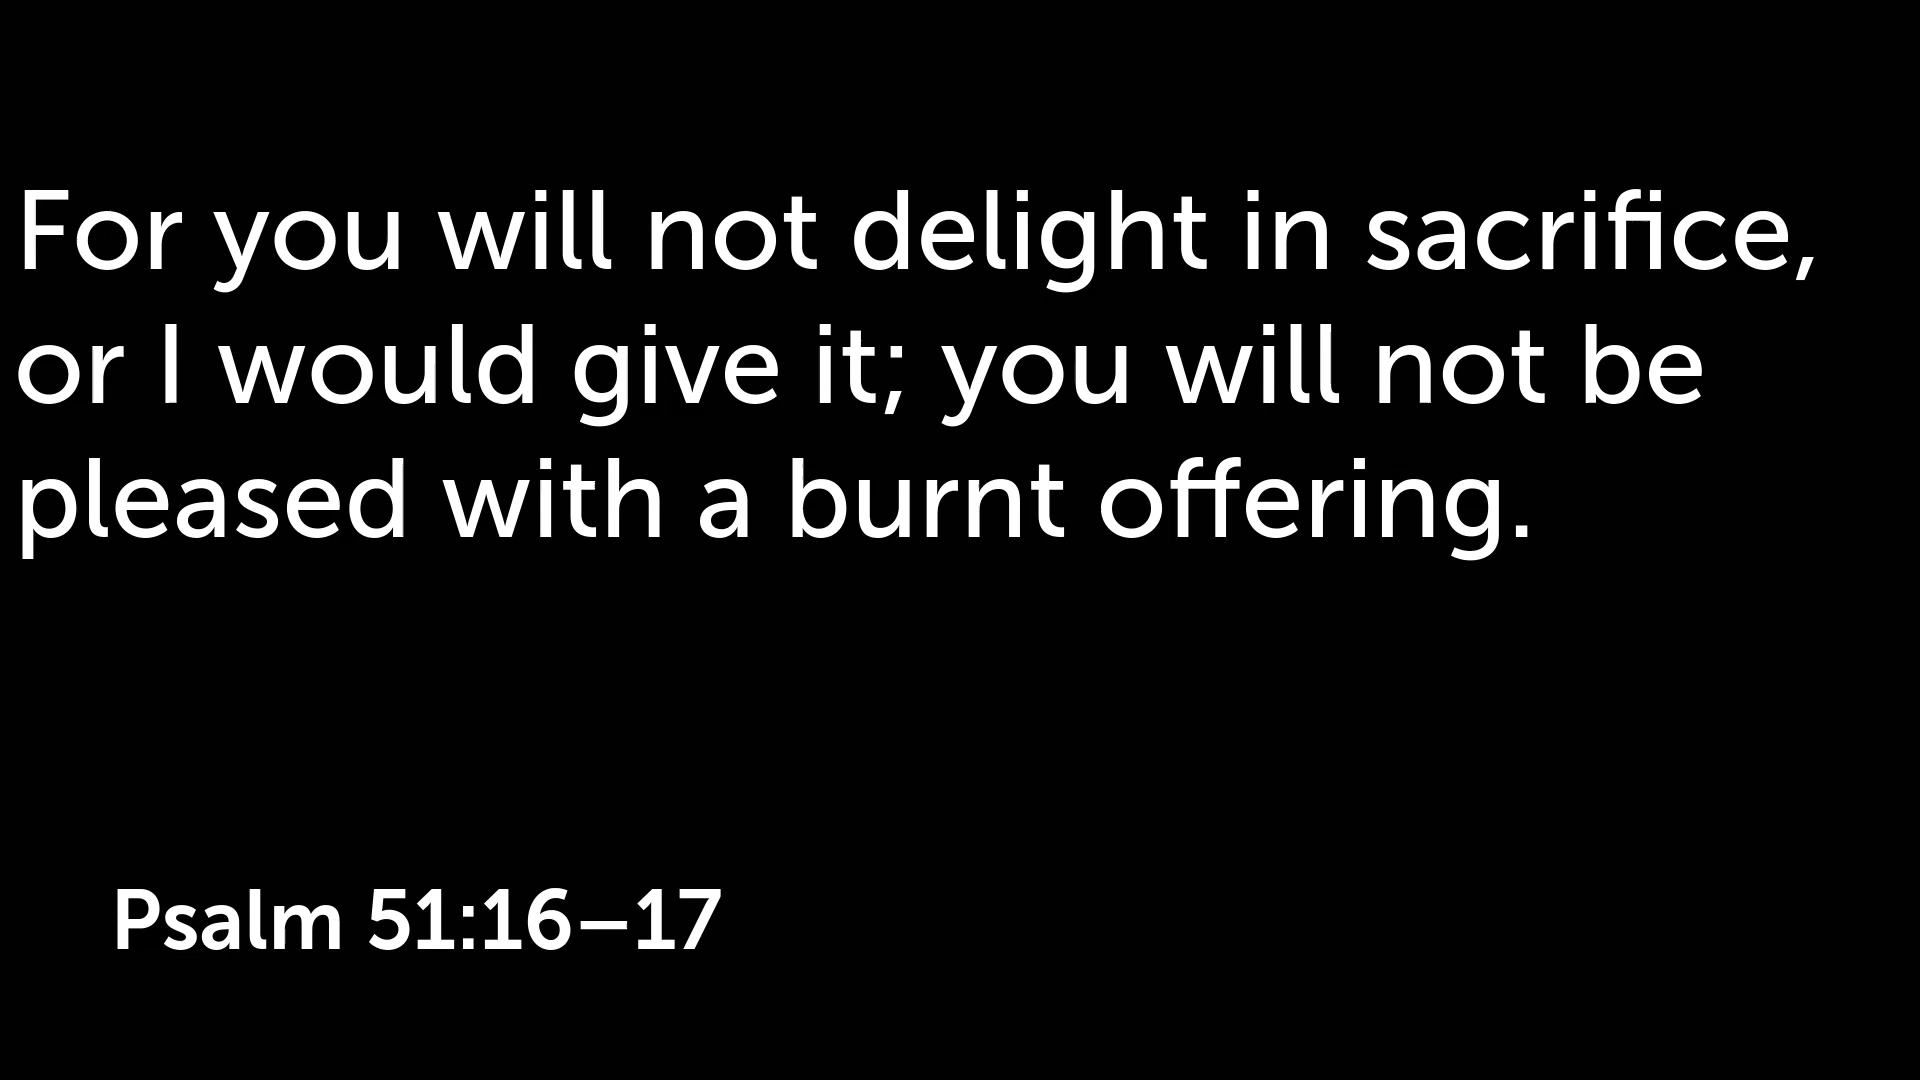 For you will not delight in sacrifice,
or I would give it; you will not be
pleased with a burnt offering.
Psalm 51:16–17